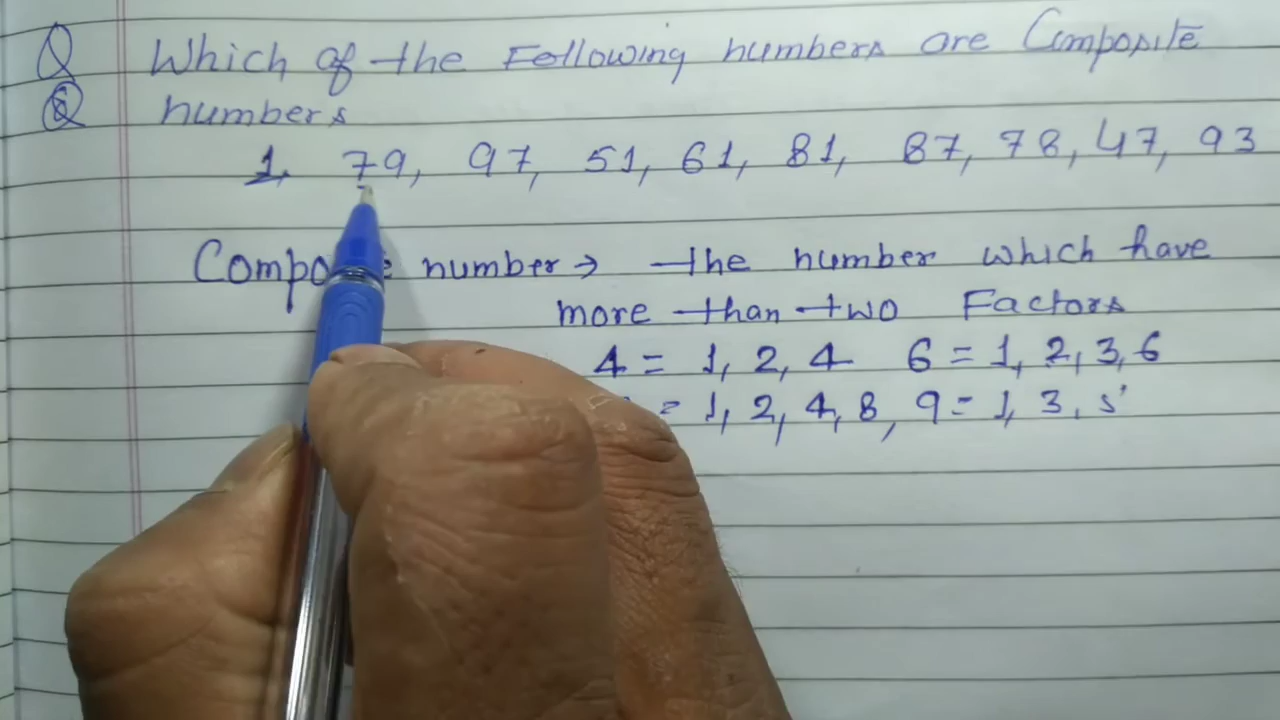 Q Which of the Following numbers are Composite
Q numbers
1, 79, 97, 51, 61, 81, 87, 78, 47, 93
number → the number which have
more than two Factors
4 = 1, 2, 4 6 = 1, 2, 3, 6
= 1, 2, 4, 8, 9 = 1, 3,